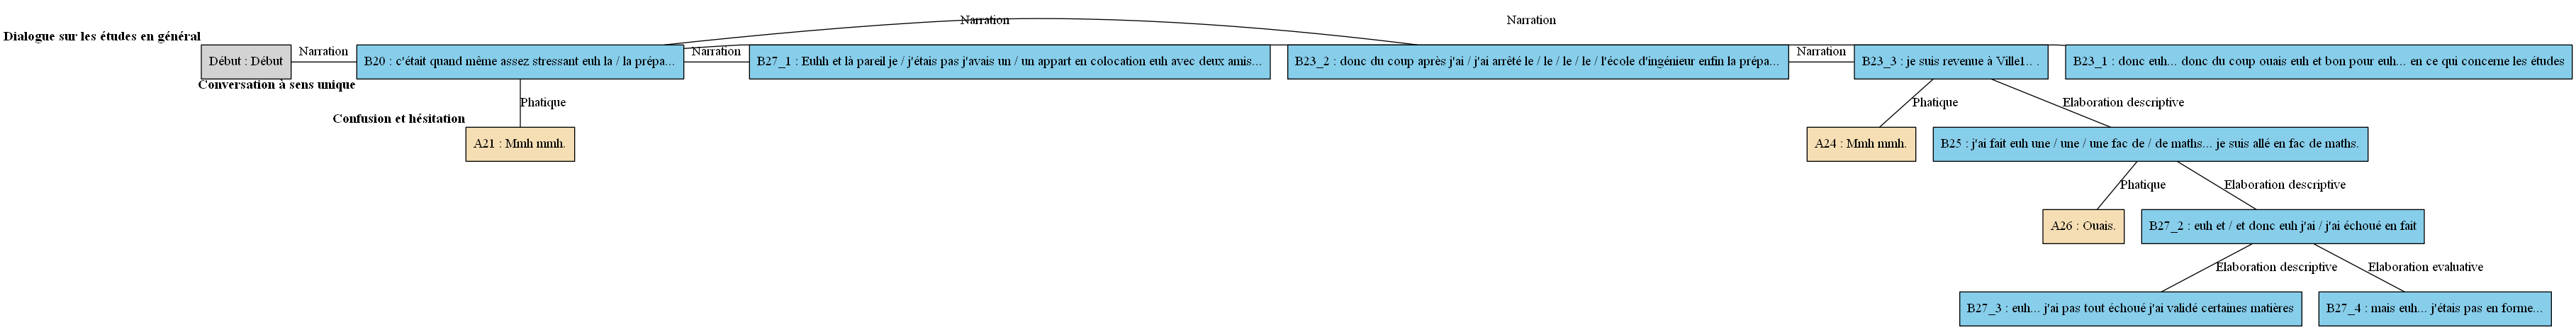 Narration
Narration
Dialogue sur les études en général
Début : Début
Narration
B20 : c'était quand même assez stressant euh la / la prépa...
Narration
B27_1 : Euhh et là pareil je / j'étais pas j'avais un / un appart en colocation euh avec deux amis...
B23_2 : donc du coup après j'ai / j'ai arrêté le / le / le / le / l'école d'ingénieur enfin la prépa...
Narration
B23_3 : je suis revenue à Ville1.. .
B23_1 : donc euh... donc du coup ouais euh et bon pour euh... en ce qui concerne les études
Conversation à sens unique
Phatique
Phatique
Elaboration descriptive
Confusion et hésitation
A21 : Mmh mmh.
A24 : Mmh mmh.
B25 : j'ai fait euh une / une / une fac de / de maths... je suis allé en fac de maths.
Phatique
Elaboration descriptive
A26 : Ouais.
B27_2 : euh et / et donc euh j'ai / j'ai échoué en fait
Elaboration descriptive
Elaboration evaluative
B27_3 : euh... j'ai pas tout échoué j'ai validé certaines matières
B27_4 : mais euh... j'étais pas en forme...